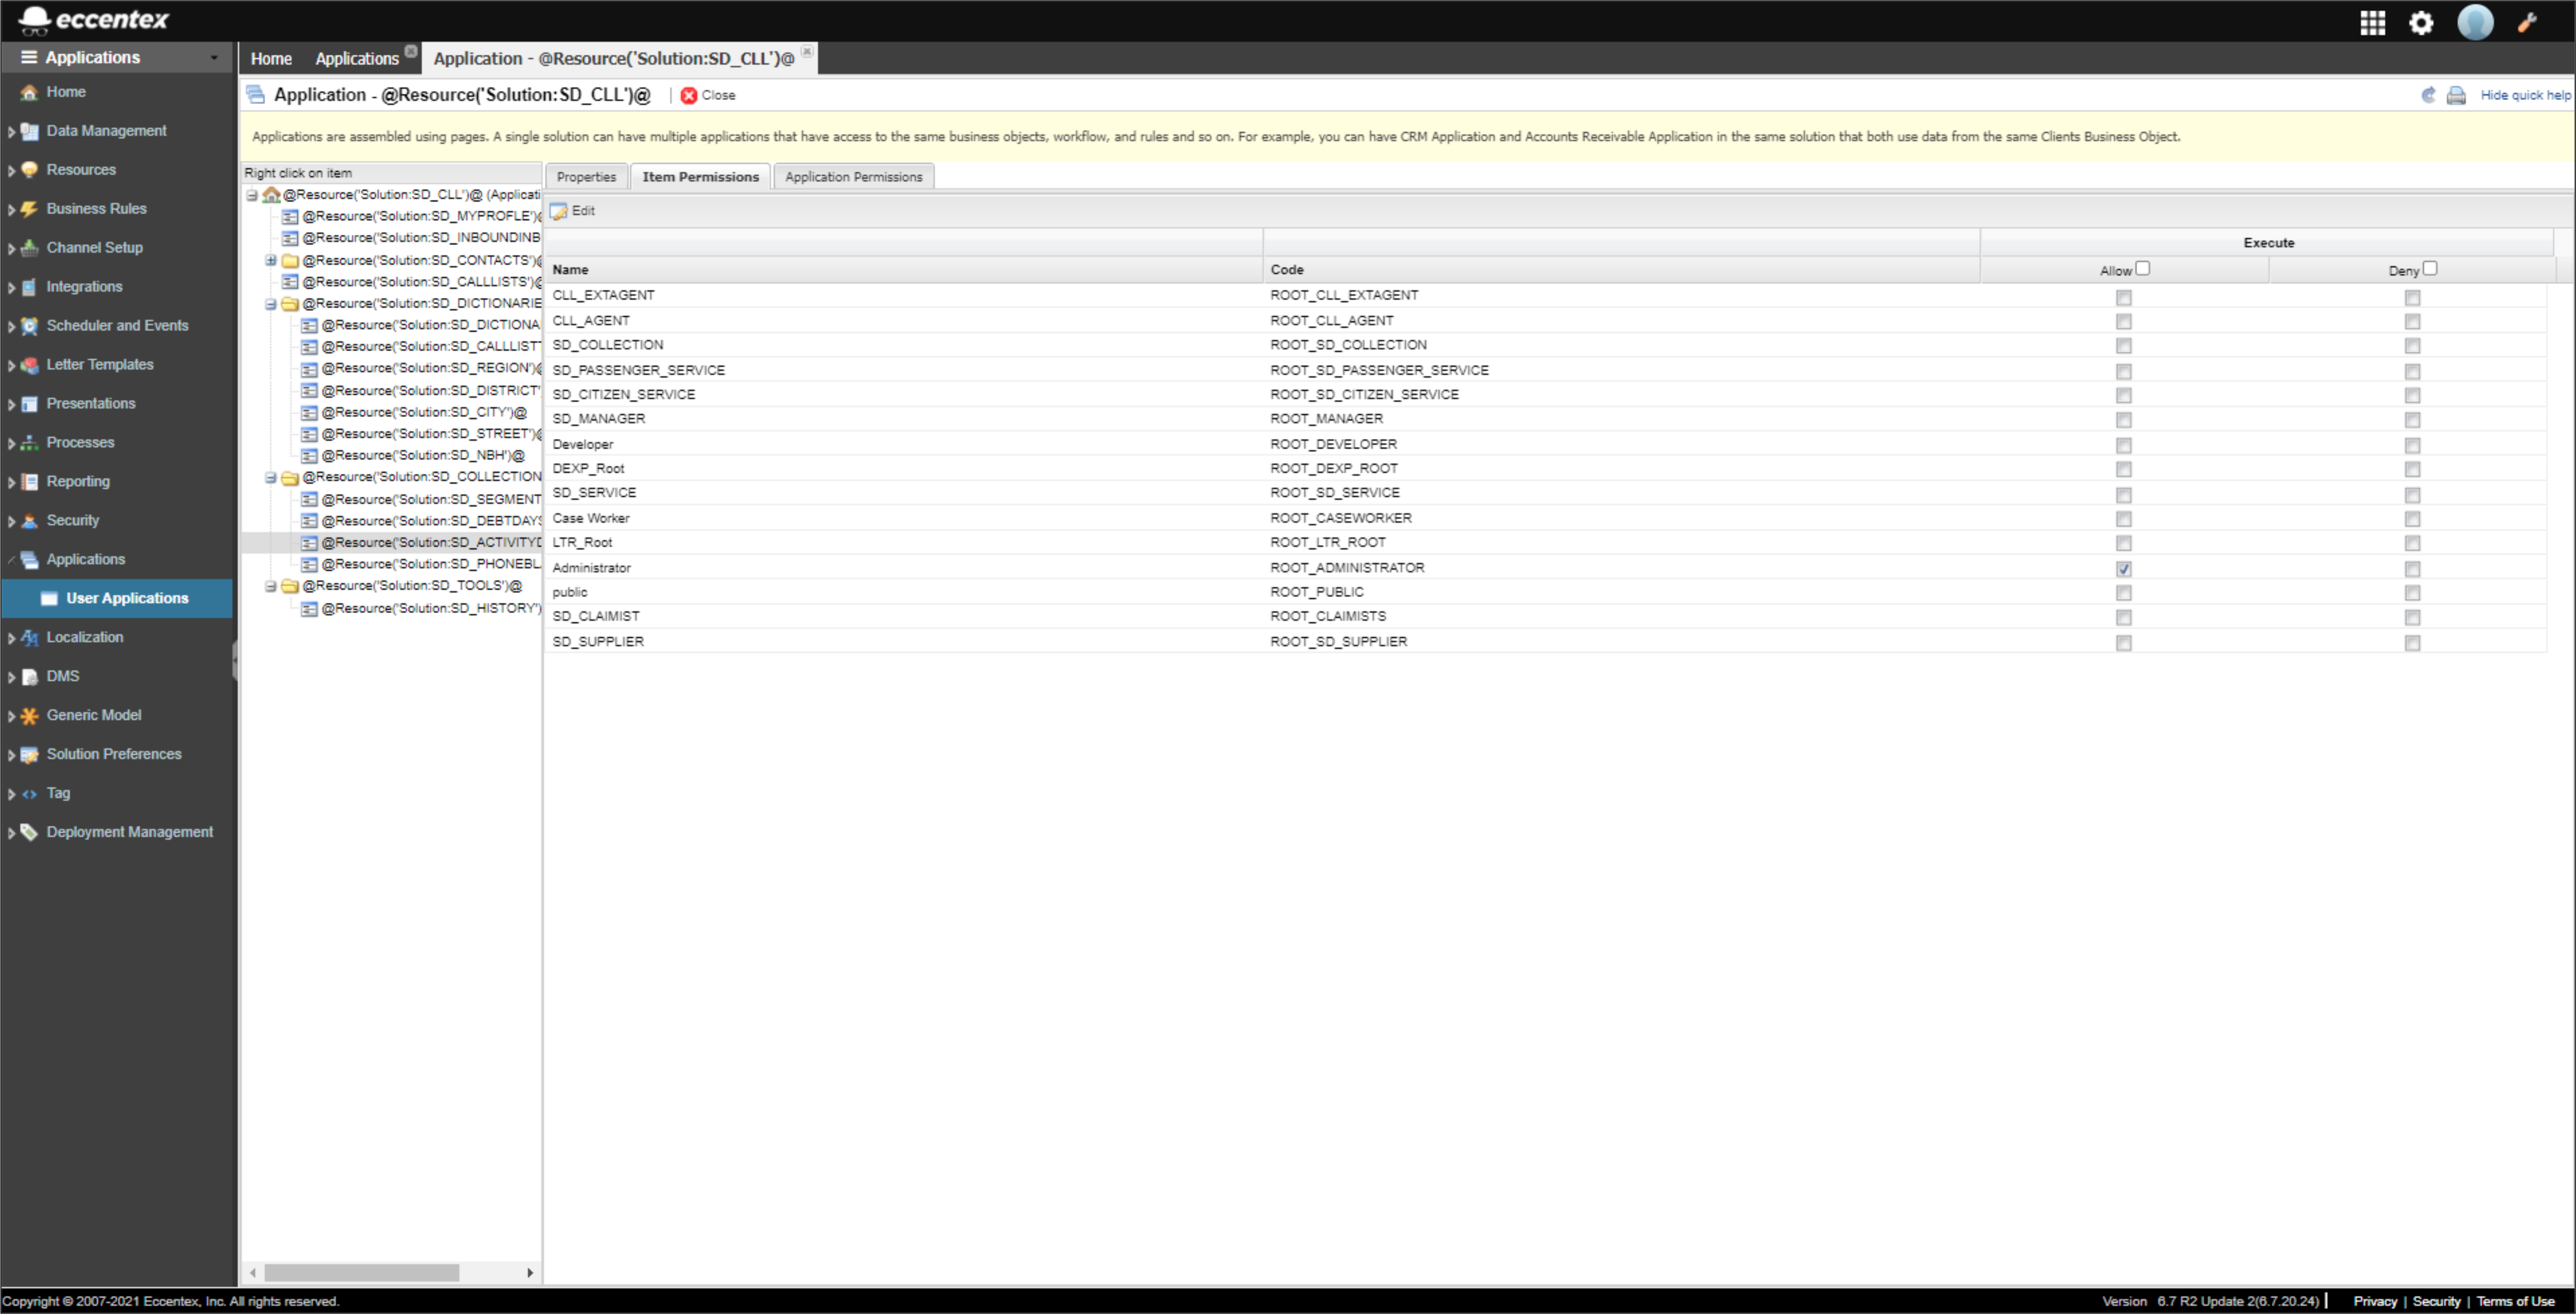 eccentex
Applications
Home
Data Management
Resources
Business Rules
Channel Setup
Integrations
Scheduler and Events
Letter Templates
Presentations
Processes
Reporting
Security
Applications
User Applications
Localization
DMS
Generic Model
Solution Preferences
Tag
Deployment Management
Home Applications Application - @Resource('Solution:SD_CLL')@
Application - @Resource('Solution:SD_CLL')@ | Close Hide quick help
Applications are assembled using pages. A single solution can have multiple applications that have access to the same business objects, workflow, and rules and so on. For example, you can have CRM Application and Accounts Receivable Application in the same solution that both use data from the same Clients Business Object.
Right click on item
@Resource('Solution:SD_CLL')@ (Applicati
@Resource('Solution:SD_MYPROFLE')@
@Resource('Solution:SD_INBOUNDINB
@Resource('Solution:SD_CONTACTS')@
@Resource('Solution:SD_CALLLISTS')@
@Resource('Solution:SD_DICTIONARIE
@Resource('Solution:SD_DICTIONA
@Resource('Solution:SD_CALLLISTT
@Resource('Solution:SD_REGION')@
@Resource('Solution:SD_DISTRICT'
@Resource('Solution:SD_CITY')@
@Resource('Solution:SD_STREET')@
@Resource('Solution:SD_NBH')@
@Resource('Solution:SD_COLLECTION
@Resource('Solution:SD_SEGMENT
@Resource('Solution:SD_DEBTDAYS
@Resource('Solution:SD_ACTIVITYD
@Resource('Solution:SD_PHONEBL
@Resource('Solution:SD_TOOLS')@
@Resource('Solution:SD_HISTORY')
Properties Item Permissions Application Permissions
Edit
Execute
Name Code Allow Deny
CLL_EXTAGENT ROOT_CLL_EXTAGENT
CLL_AGENT ROOT_CLL_AGENT
SD_COLLECTION ROOT_SD_COLLECTION
SD_PASSENGER_SERVICE ROOT_SD_PASSENGER_SERVICE
SD_CITIZEN_SERVICE ROOT_SD_CITIZEN_SERVICE
SD_MANAGER ROOT_MANAGER
Developer ROOT_DEVELOPER
DEXP_Root ROOT_DEXP_ROOT
SD_SERVICE ROOT_SD_SERVICE
Case Worker ROOT_CASEWORKER
LTR_Root ROOT_LTR_ROOT
Administrator ROOT_ADMINISTRATOR
public ROOT_PUBLIC
SD_CLAIMIST ROOT_CLAIMISTS
SD_SUPPLIER ROOT_SD_SUPPLIER
Copyright © 2007-2021 Eccentex, Inc. All rights reserved. Version 6.7 R2 Update 2(6.7.20.24) | Privacy | Security | Terms of Use